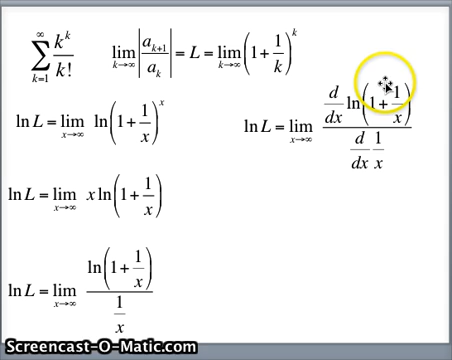 ∑_{k=1}^{∞} k^k / k!
lim_{k→∞} |a_{k+1} / a_k| = L = lim_{k→∞} (1 + 1/k)^k
ln L = lim_{x→∞} ln(1 + 1/x)^x
ln L = lim_{x→∞} x ln(1 + 1/x)
ln L = lim_{x→∞} ln(1 + 1/x) / (1/x)
ln L = lim_{x→∞} (d/dx ln(1 + 1/x)) / (d/dx 1/x)
Screencast-O-Matic.com